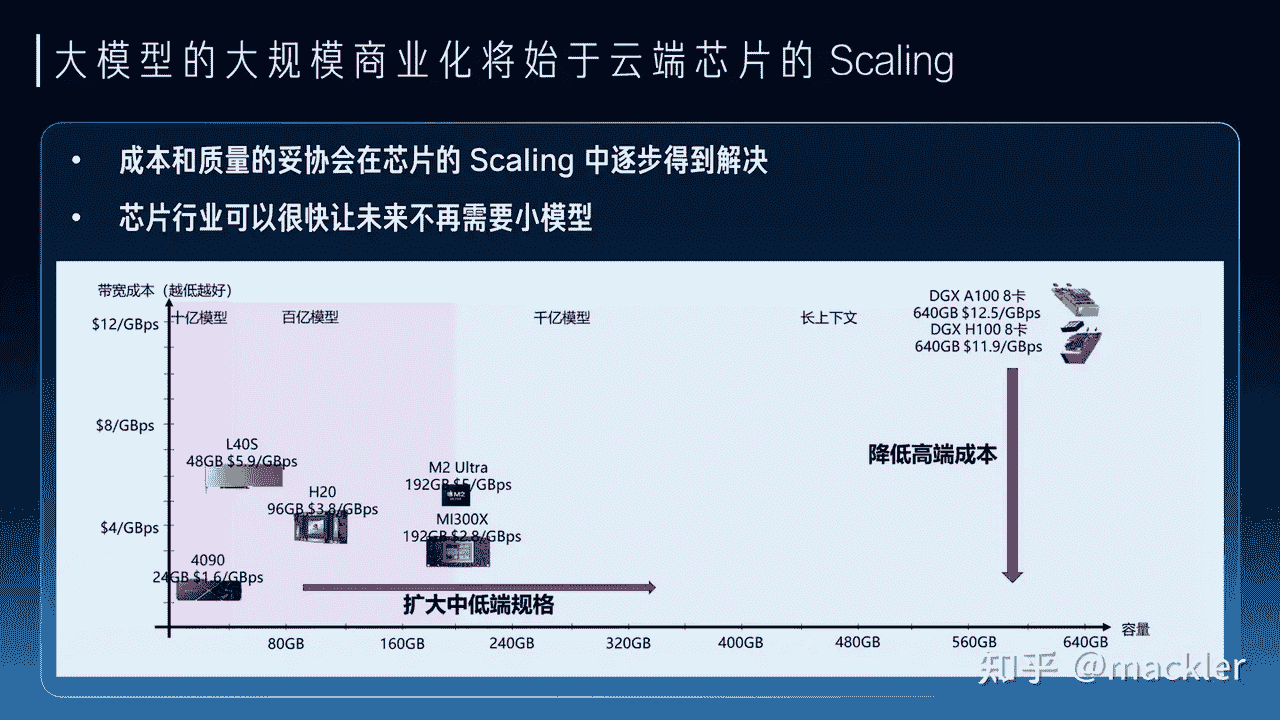 大模型的大规模商业化将始于云端芯片的 Scaling
• 成本和质量的妥协会在芯片的 Scaling 中逐步得到解决
• 芯片行业可以很快让未来不再需要小模型
带宽成本（越低越好）
$12/GBps
十亿模型
百亿模型
千亿模型
长上下文
DGX A100 8卡
640GB $12.5/GBps
DGX H100 8卡
640GB $11.9/GBps
$8/GBps
L40S
48GB $5.9/GBps
降低高端成本
M2 Ultra
192GB $5/GBps
M2
H20
96GB $3.8/GBps
MI300X
192GB $2.8/GBps
$4/GBps
4090
24GB $1.6/GBps
扩大中低端规格
80GB
160GB
240GB
320GB
400GB
480GB
560GB
640GB
容量
知乎 @mackler